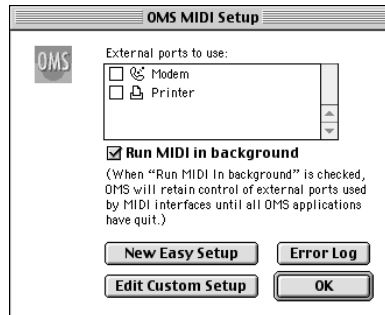 OMS MIDI Setup
OMS
External ports to use:
Modem
Printer
Run MIDI in background
(When “Run MIDI In background” is checked,
OMS will retain control of external ports used
by MIDI interfaces until all OMS applications
have quit.)
New Easy Setup
Error Log
Edit Custom Setup
OK